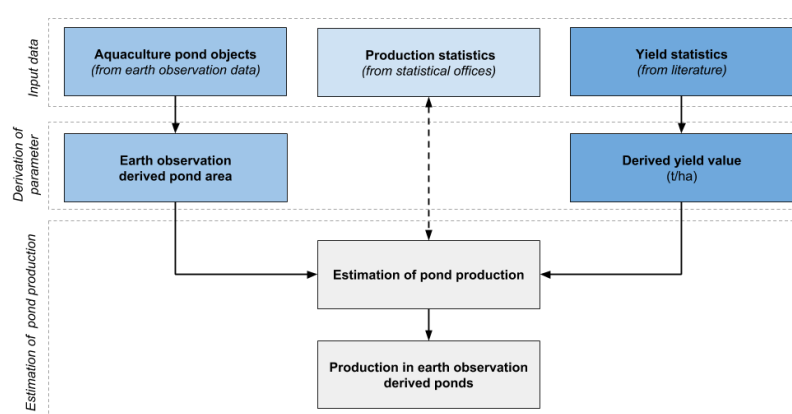 Input data
Aquaculture pond objects
(from earth observation data)
Production statistics
(from statistical offices)
Yield statistics
(from literature)
Derivation of
parameter
Earth observation
derived pond area
Derived yield value
(t/ha)
Estimation of pond production
Estimation of pond production
Production in earth observation
derived ponds